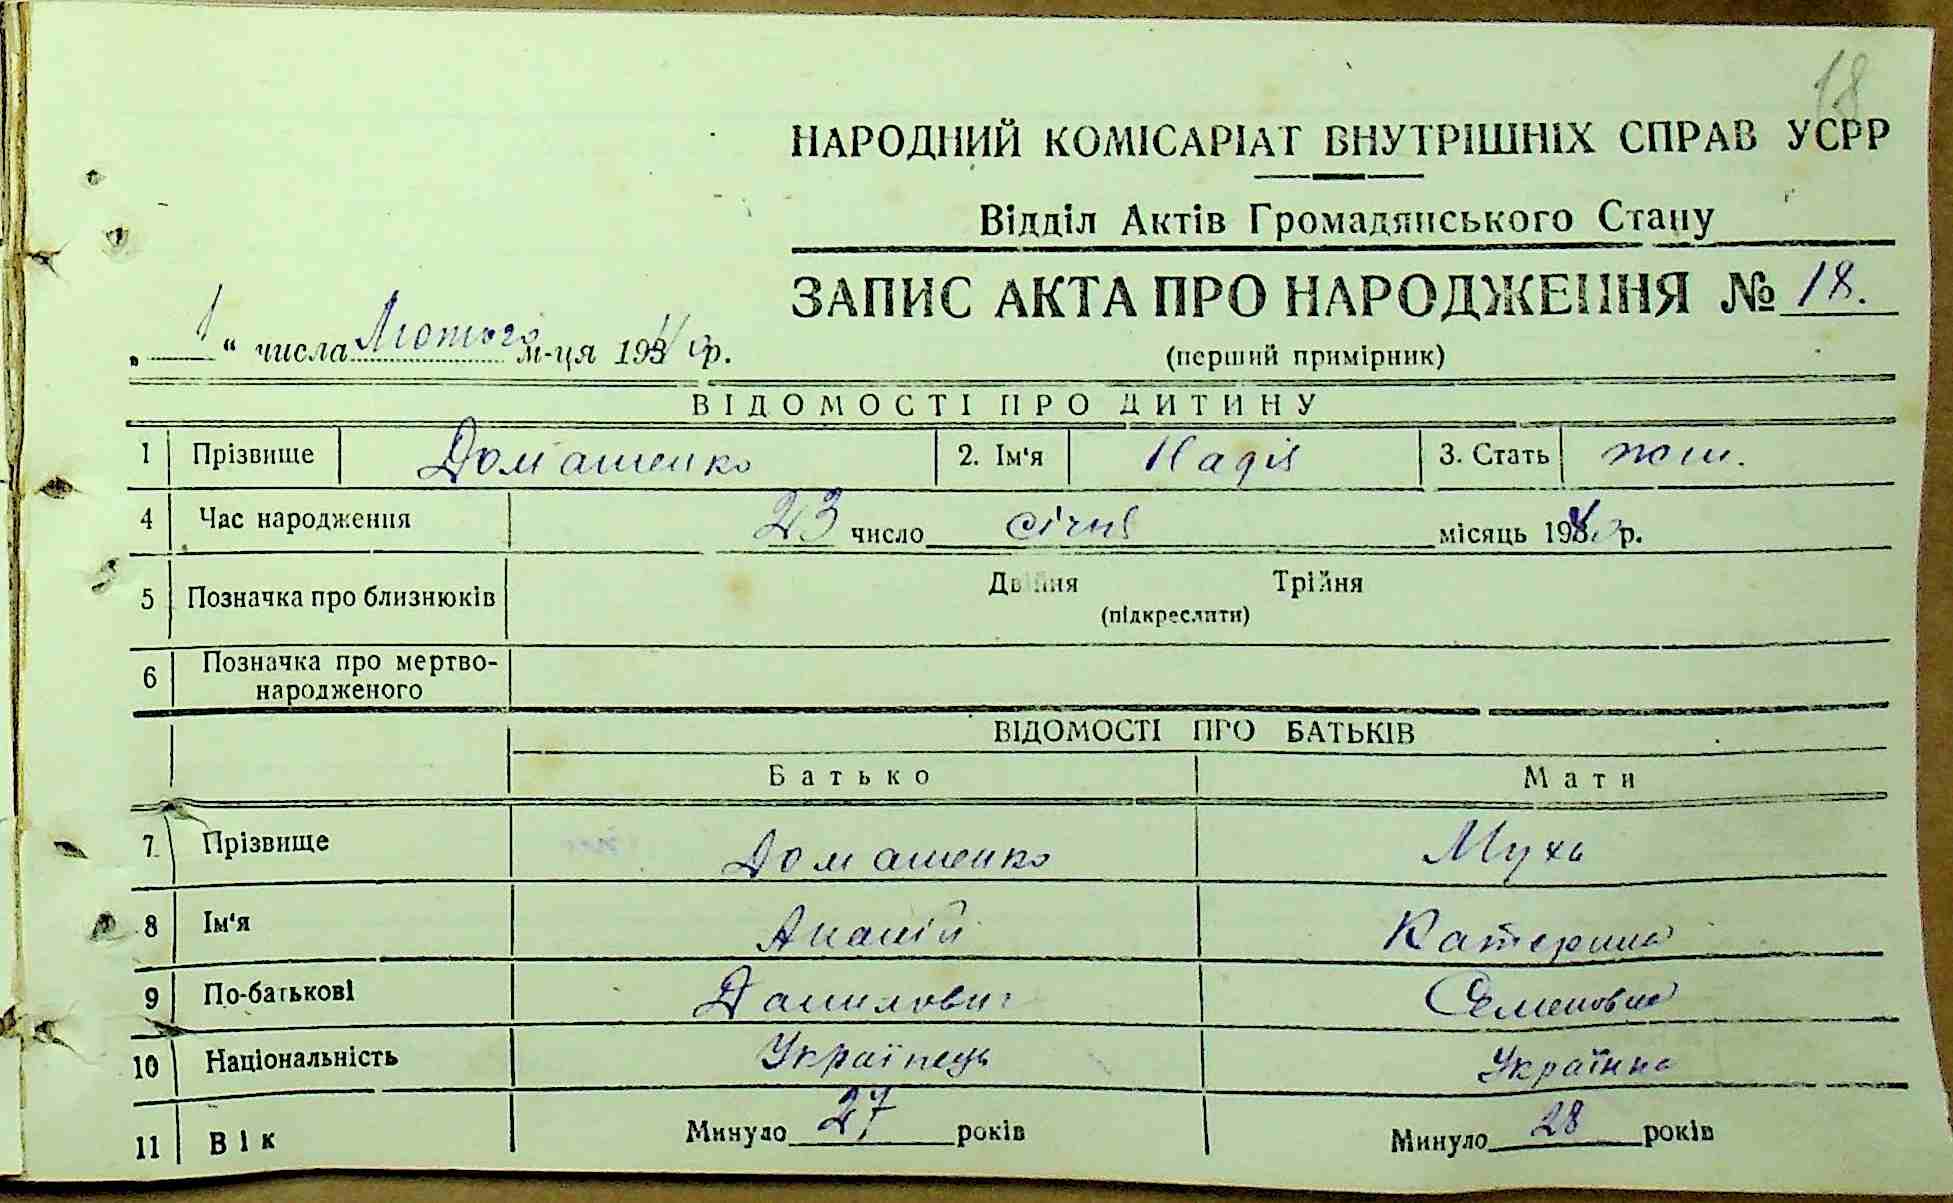 18
НАРОДНИЙ КОМІСАРІАТ ВНУТРІШНІХ СПРАВ УСРР
Відділ Актів Громадянського Стану
ЗАПИС АКТА ПРО НАРОДЖЕННЯ № 18.
(перший примірник)
„ 1 “ числа Лютого м-ця 19 р.
ВІДОМОСТІ ПРО ДИТИНУ
1 Прізвище Домашенко 2. Ім'я Надія 3. Стать жін.
4 Час народження 23 число січня місяць 19 р.
5 Позначка про близнюків Двійня Трійня
(підкреслити)
6 Позначка про мертво-
народженого
ВІДОМОСТІ ПРО БАТЬКІВ
Батько Мати
7 Прізвище Домашенко Муха
8 Ім'я Ананій Катерина
9 По-батькові Данилович Семеновна
10 Національність Українець Українка
11 Вік Минуло 27 років Минуло 28 років